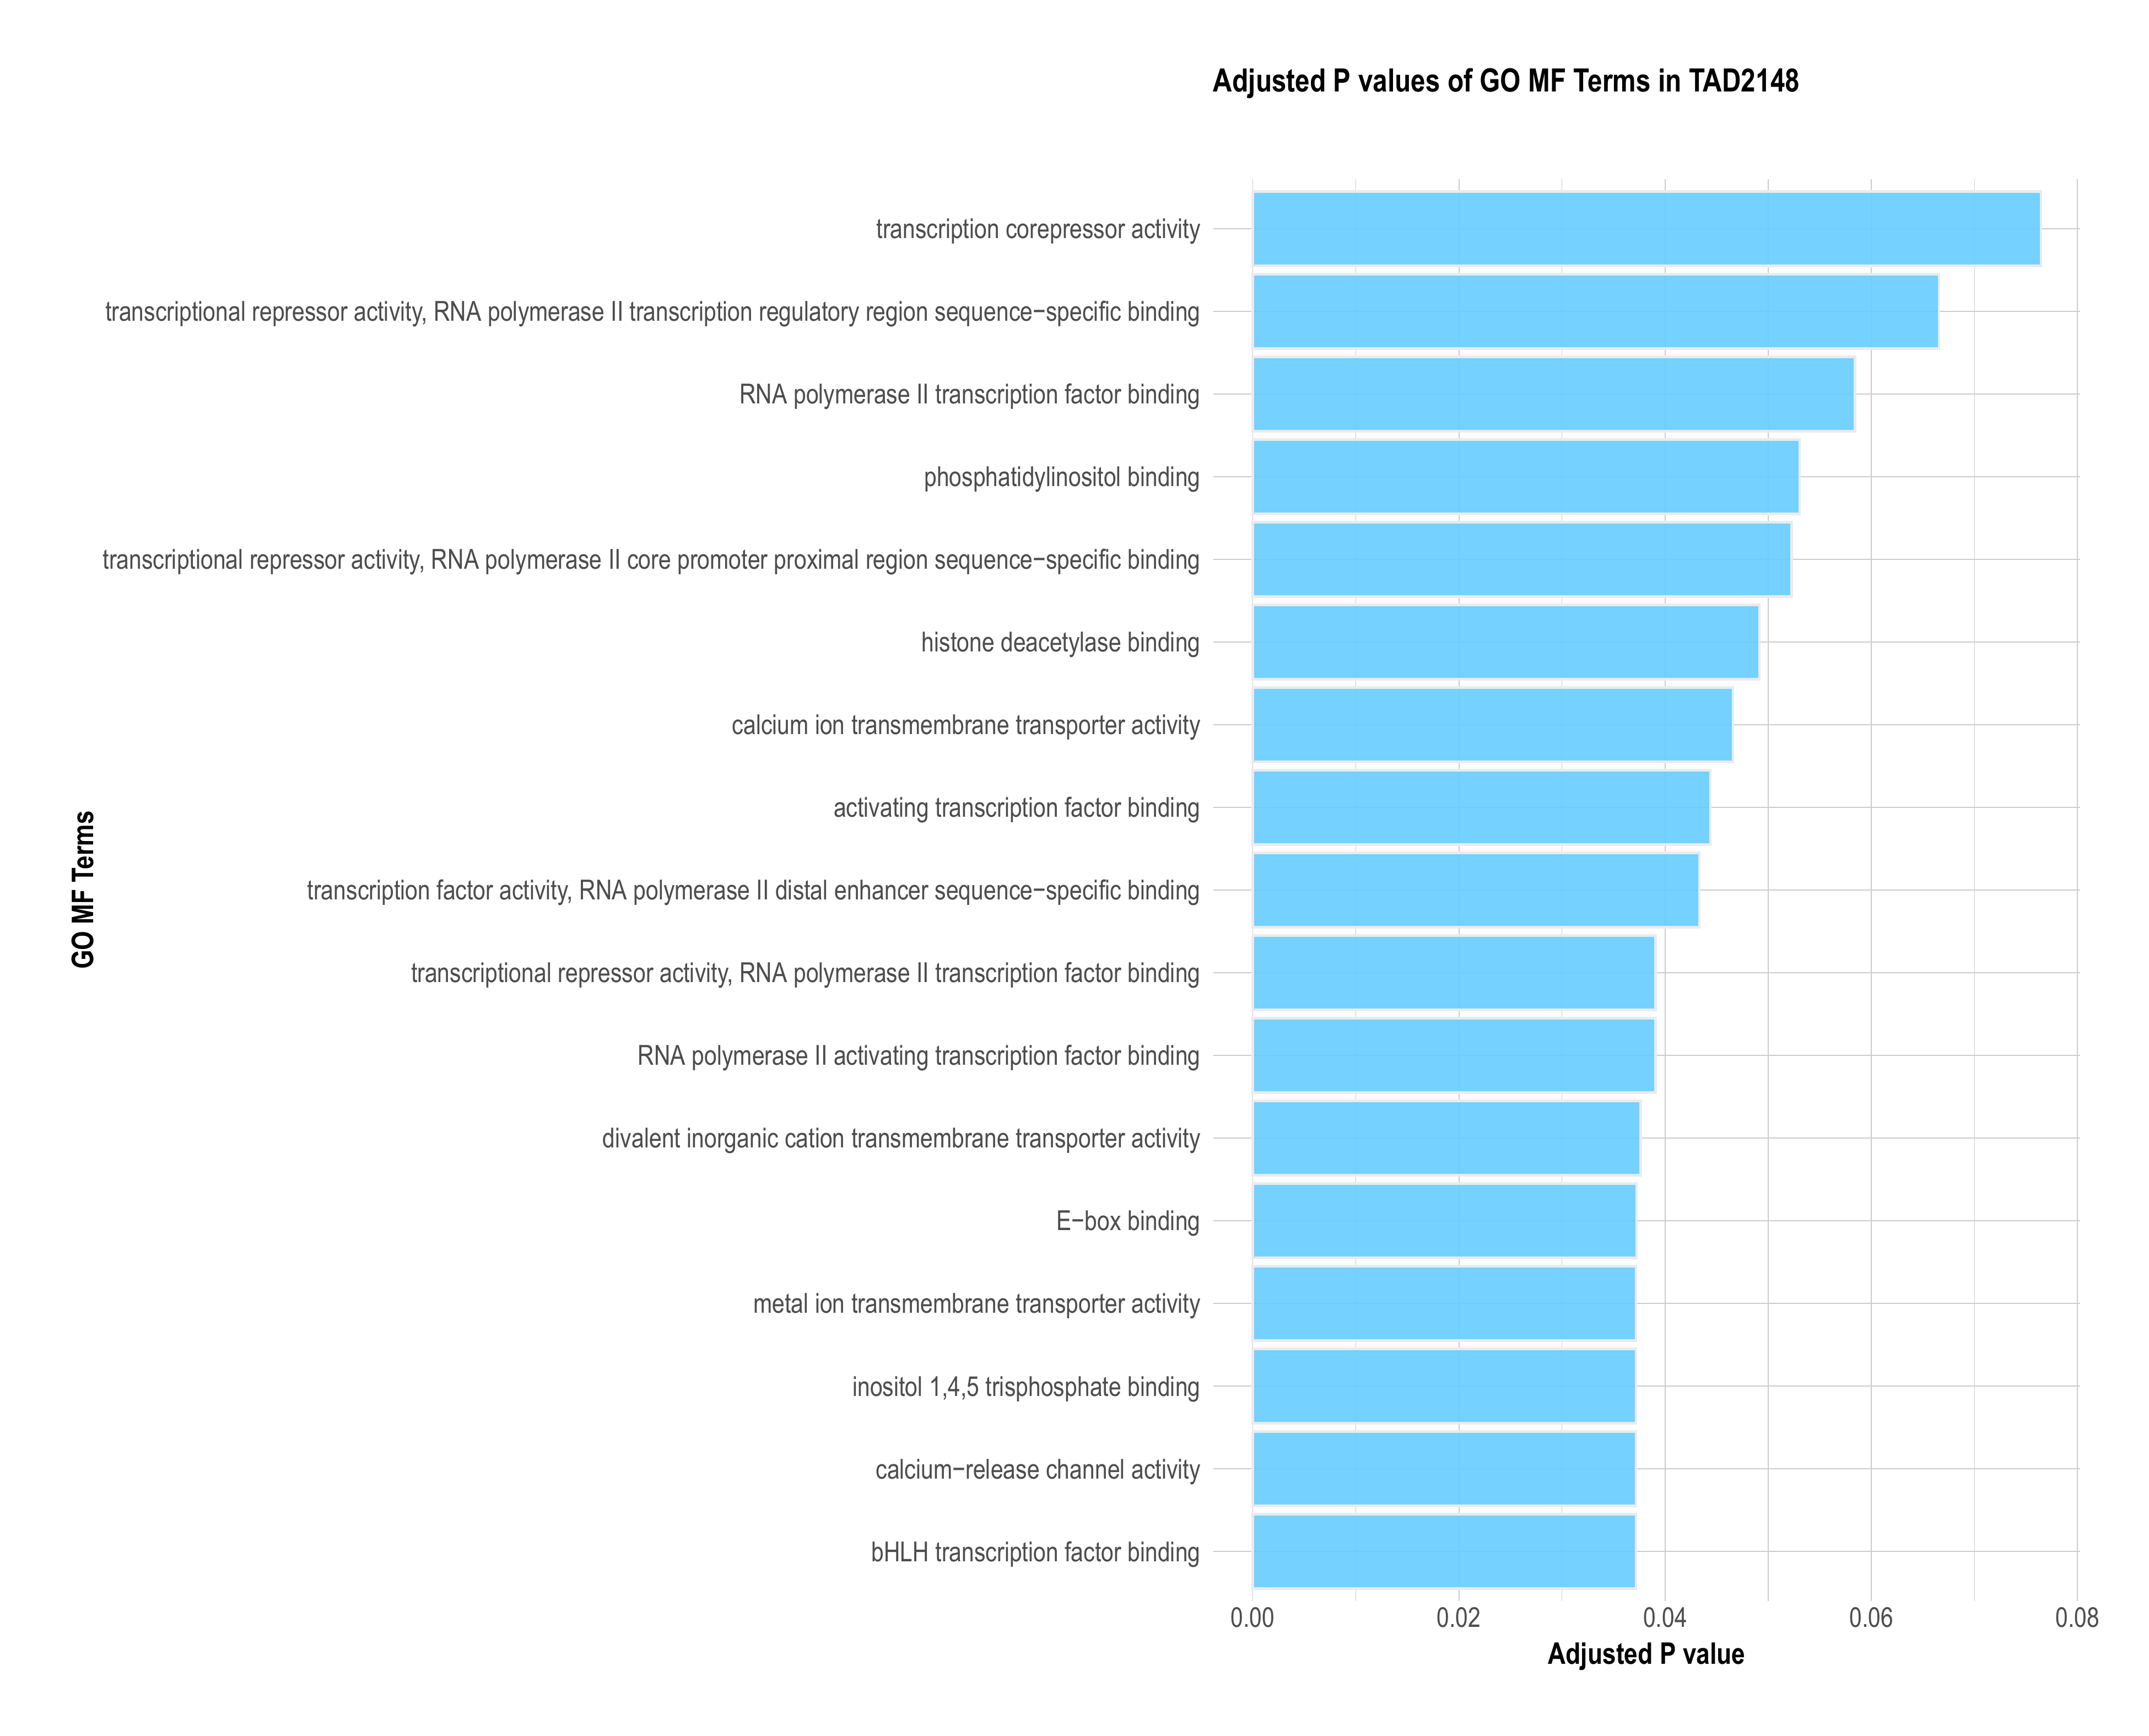 Adjusted P values of GO MF Terms in TAD2148
transcription corepressor activity
transcriptional repressor activity, RNA polymerase II transcription regulatory region sequence−specific binding
RNA polymerase II transcription factor binding
phosphatidylinositol binding
transcriptional repressor activity, RNA polymerase II core promoter proximal region sequence−specific binding
histone deacetylase binding
calcium ion transmembrane transporter activity
activating transcription factor binding
transcription factor activity, RNA polymerase II distal enhancer sequence−specific binding
transcriptional repressor activity, RNA polymerase II transcription factor binding
RNA polymerase II activating transcription factor binding
divalent inorganic cation transmembrane transporter activity
E−box binding
metal ion transmembrane transporter activity
inositol 1,4,5 trisphosphate binding
calcium−release channel activity
bHLH transcription factor binding
GO MF Terms
0.00 0.02 0.04 0.06 0.08
Adjusted P value